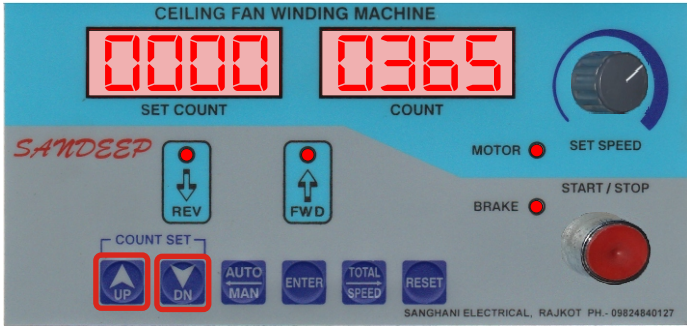 CEILING FAN WINDING MACHINE
0000 0365
SET COUNT COUNT
SANDEEP
MOTOR SET SPEED
REV FWD
START / STOP
BRAKE
COUNT SET
UP DN AUTO MAN ENTER TOTAL SPEED RESET
SANGHANI ELECTRICAL, RAJKOT PH.- 09824840127